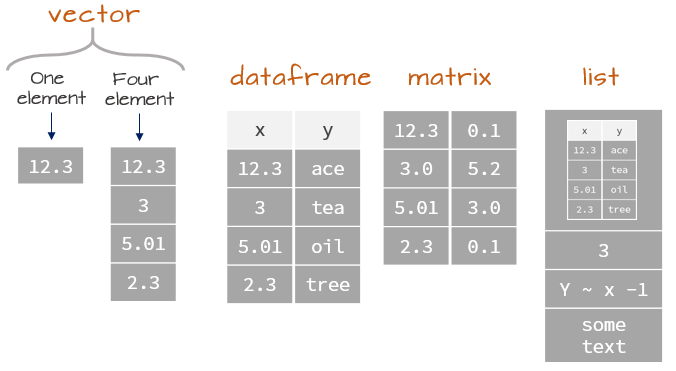 vector
One
element
Four
element
12.3
12.3
3
5.01
2.3
dataframe
x y
12.3 ace
3 tea
5.01 oil
2.3 tree
matrix
12.3 0.1
3.0 5.2
5.01 3.0
2.3 0.1
list
x y
12.3 ace
3 tea
5.01 oil
2.3 tree
3
Y ~ x -1
some
text